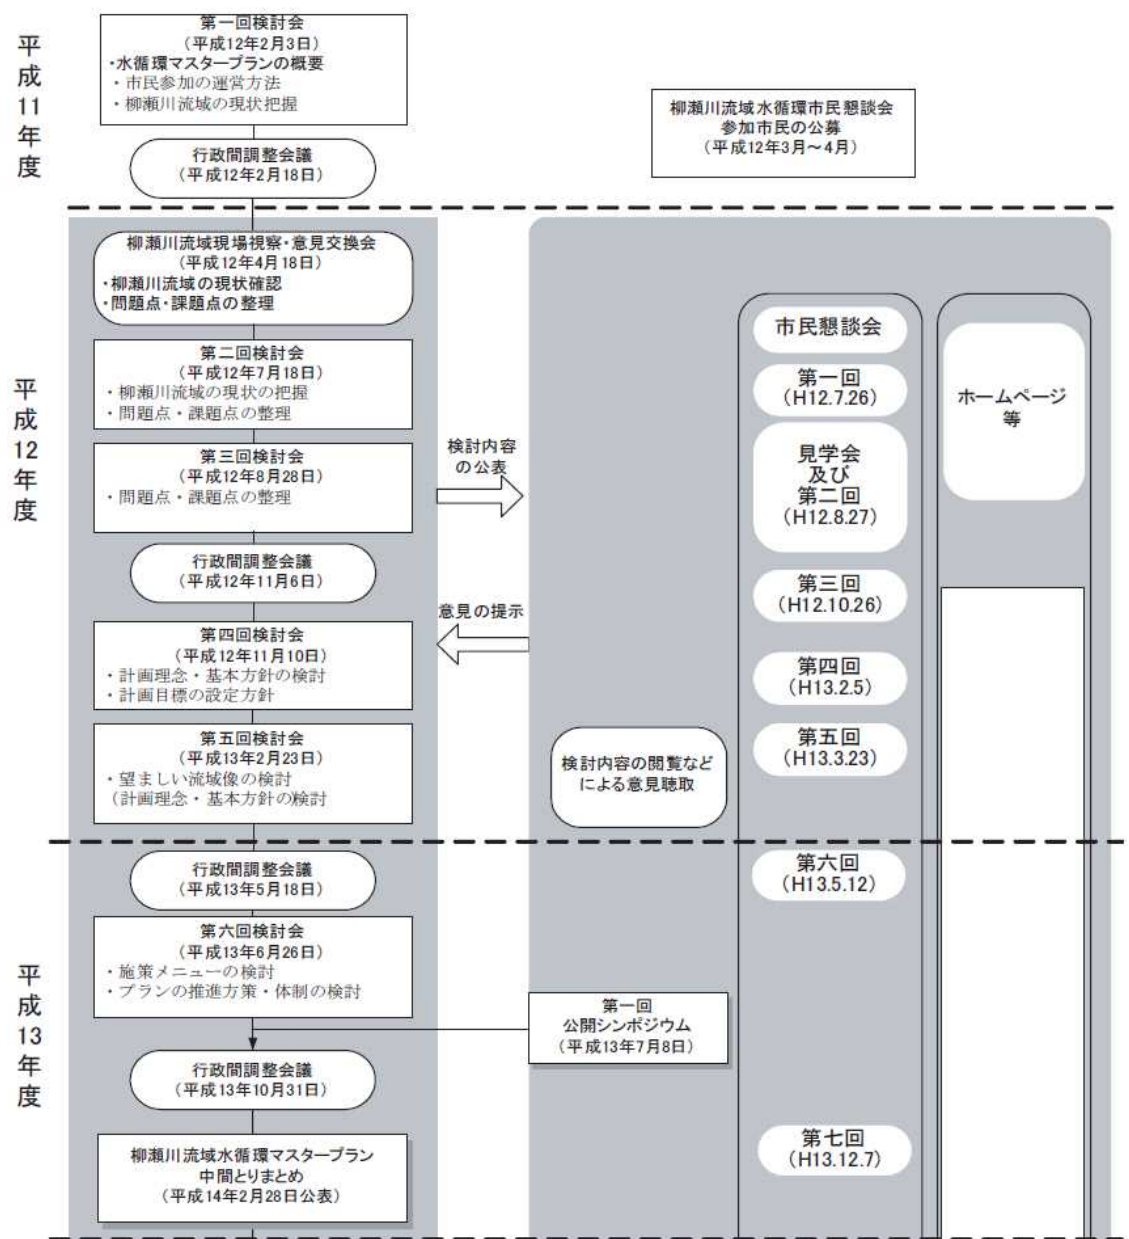 平成11年度
第一回検討会
(平成12年2月3日)
・水循環マスタープランの概要
・市民参加の運営方法
・柳瀬川流域の現状把握
行政間調整会議
(平成12年2月18日)
柳瀬川流域水循環市民懇談会
参加市民の公募
(平成12年3月～4月)
平成12年度
柳瀬川流域現場視察・意見交換会
(平成12年4月18日)
・柳瀬川流域の現状確認
・問題点・課題点の整理
第二回検討会
(平成12年7月18日)
・柳瀬川流域の現状の把握
・問題点・課題点の整理
第三回検討会
(平成12年8月28日)
・問題点・課題点の整理
行政間調整会議
(平成12年11月6日)
第四回検討会
(平成12年11月10日)
・計画理念・基本方針の検討
・計画目標の設定方針
第五回検討会
(平成13年2月23日)
・望ましい流域像の検討
(計画理念・基本方針の検討
検討内容
の公表
意見の提示
検討内容の閲覧など
による意見聴取
市民懇談会
第一回
(H12.7.26)
見学会
及び
第二回
(H12.8.27)
第三回
(H12.10.26)
第四回
(H13.2.5)
第五回
(H13.3.23)
ホームページ
等
平成13年度
行政間調整会議
(平成13年5月18日)
第六回検討会
(平成13年6月26日)
・施策メニューの検討
・プランの推進方策・体制の検討
第一回
公開シンポジウム
(平成13年7月8日)
行政間調整会議
(平成13年10月31日)
柳瀬川流域水循環マスタープラン
中間とりまとめ
(平成14年2月28日公表)
第六回
(H13.5.12)
第七回
(H13.12.7)